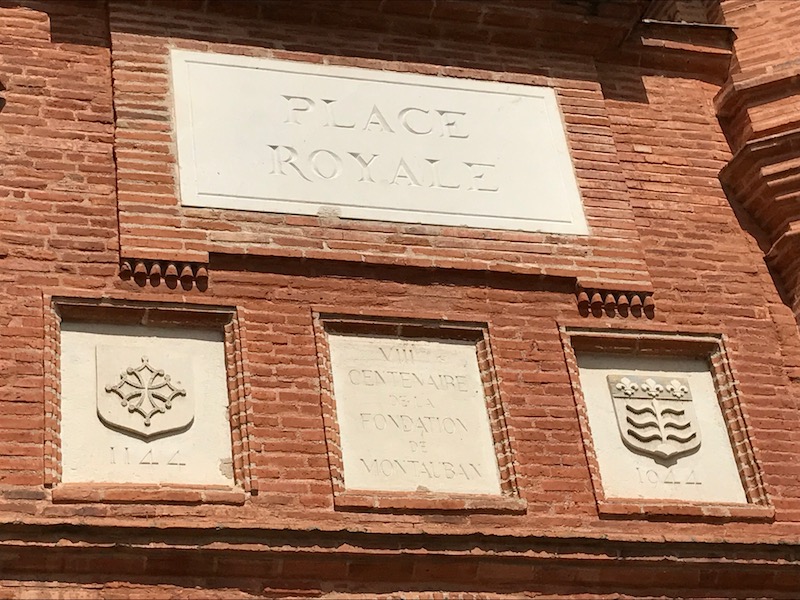 PLACE
ROYALE
1144
VIIIᵉ
CENTENAIRE
DE LA
FONDATION
DE
MONTAUBAN
1944